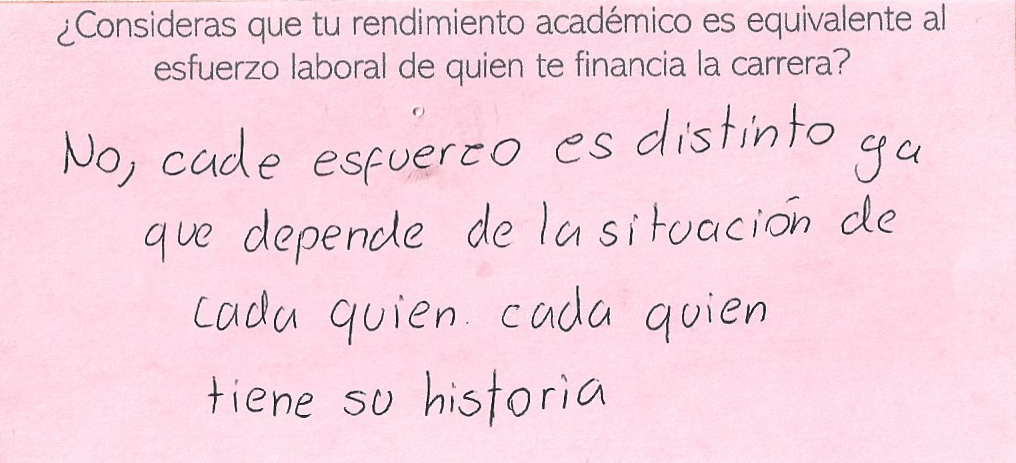 ¿Consideras que tu rendimiento académico es equivalente al
esfuerzo laboral de quien te financia la carrera?
No, cade esfuerzo es distinto ya
que depende de la situación de
cada quien. cada quien
tiene su historia